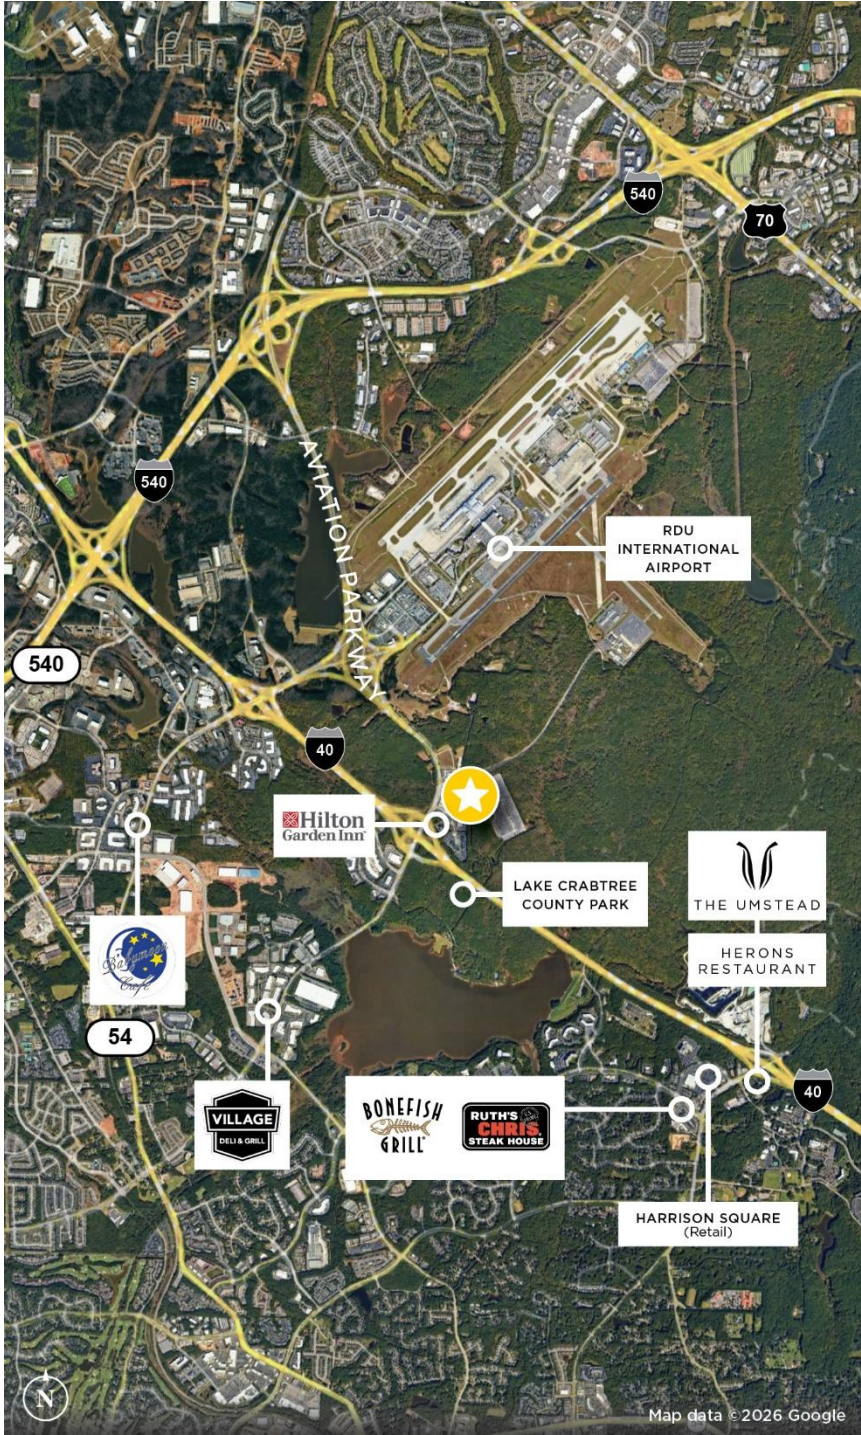 540
70
AVIATION PARKWAY
540
RDU
INTERNATIONAL
AIRPORT
540
40
Hilton
Garden Inn
LAKE CRABTREE
COUNTY PARK
THE UMSTEAD
HERONS
RESTAURANT
Babymoon
Cafe
54
VILLAGE
DELI & GRILL
BONEFISH
GRILL
RUTH'S
CHRIS
STEAK HOUSE
40
HARRISON SQUARE
(Retail)
N
Map data ©2026 Google